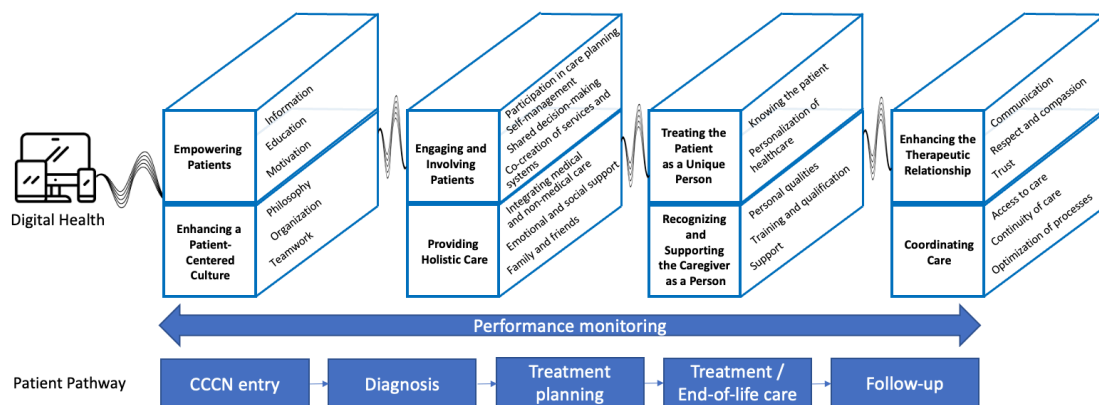 Digital Health
Empowering
Patients
Information
Education
Motivation
Enhancing a
Patient-
Centered
Culture
Philosophy
Organization
Teamwork
Engaging and
Involving
Patients
Participation in care planning
Self-management
Shared decision-making
Co-creation of services and
systems
Providing
Holistic Care
Integrating medical
and non-medical care
Emotional and social support
Family and friends
Treating the
Patient
as a Unique
Person
Knowing the patient
Personalization of
healthcare
Recognizing
and
Supporting
the Caregiver
as a Person
Personal qualities
Training and qualification
Support
Enhancing the
Therapeutic
Relationship
Communication
Respect and compassion
Trust
Coordinating
Care
Access to care
Continuity of care
Optimization of processes
Performance monitoring
Patient Pathway
CCCN entry
Diagnosis
Treatment
planning
Treatment /
End-of-life care
Follow-up